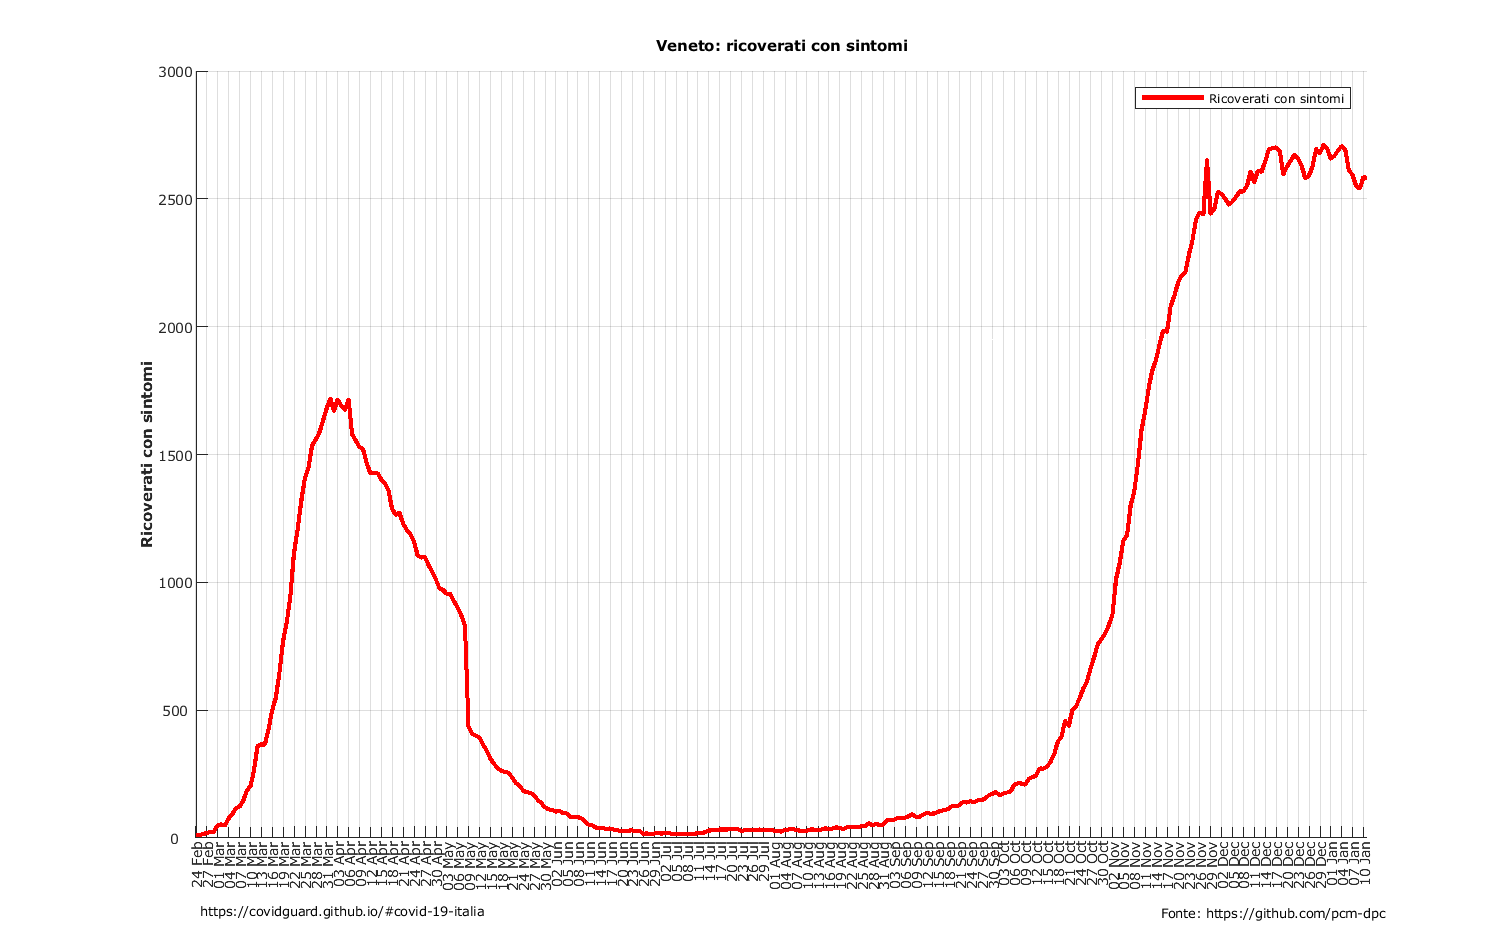 Veneto: ricoverati con sintomi
Ricoverati con sintomi
3000
2500
2000
1500
1000
500
0
Ricoverati con sintomi
24 Feb
27 Feb
01 Mar
04 Mar
07 Mar
10 Mar
13 Mar
16 Mar
19 Mar
22 Mar
25 Mar
28 Mar
31 Mar
03 Apr
06 Apr
09 Apr
12 Apr
15 Apr
18 Apr
21 Apr
24 Apr
27 Apr
30 Apr
03 May
06 May
09 May
12 May
15 May
18 May
21 May
24 May
27 May
30 May
02 Jun
05 Jun
08 Jun
11 Jun
14 Jun
17 Jun
20 Jun
23 Jun
26 Jun
29 Jun
02 Jul
05 Jul
08 Jul
11 Jul
14 Jul
17 Jul
20 Jul
23 Jul
26 Jul
29 Jul
01 Aug
04 Aug
07 Aug
10 Aug
13 Aug
16 Aug
19 Aug
22 Aug
25 Aug
28 Aug
31 Aug
03 Sep
06 Sep
09 Sep
12 Sep
15 Sep
18 Sep
21 Sep
24 Sep
27 Sep
30 Sep
03 Oct
06 Oct
09 Oct
12 Oct
15 Oct
18 Oct
21 Oct
24 Oct
27 Oct
30 Oct
02 Nov
05 Nov
08 Nov
11 Nov
14 Nov
17 Nov
20 Nov
23 Nov
26 Nov
29 Nov
02 Dec
05 Dec
08 Dec
11 Dec
14 Dec
17 Dec
20 Dec
23 Dec
26 Dec
29 Dec
01 Jan
04 Jan
07 Jan
10 Jan
https://covidguard.github.io/#covid-19-italia
Fonte: https://github.com/pcm-dpc